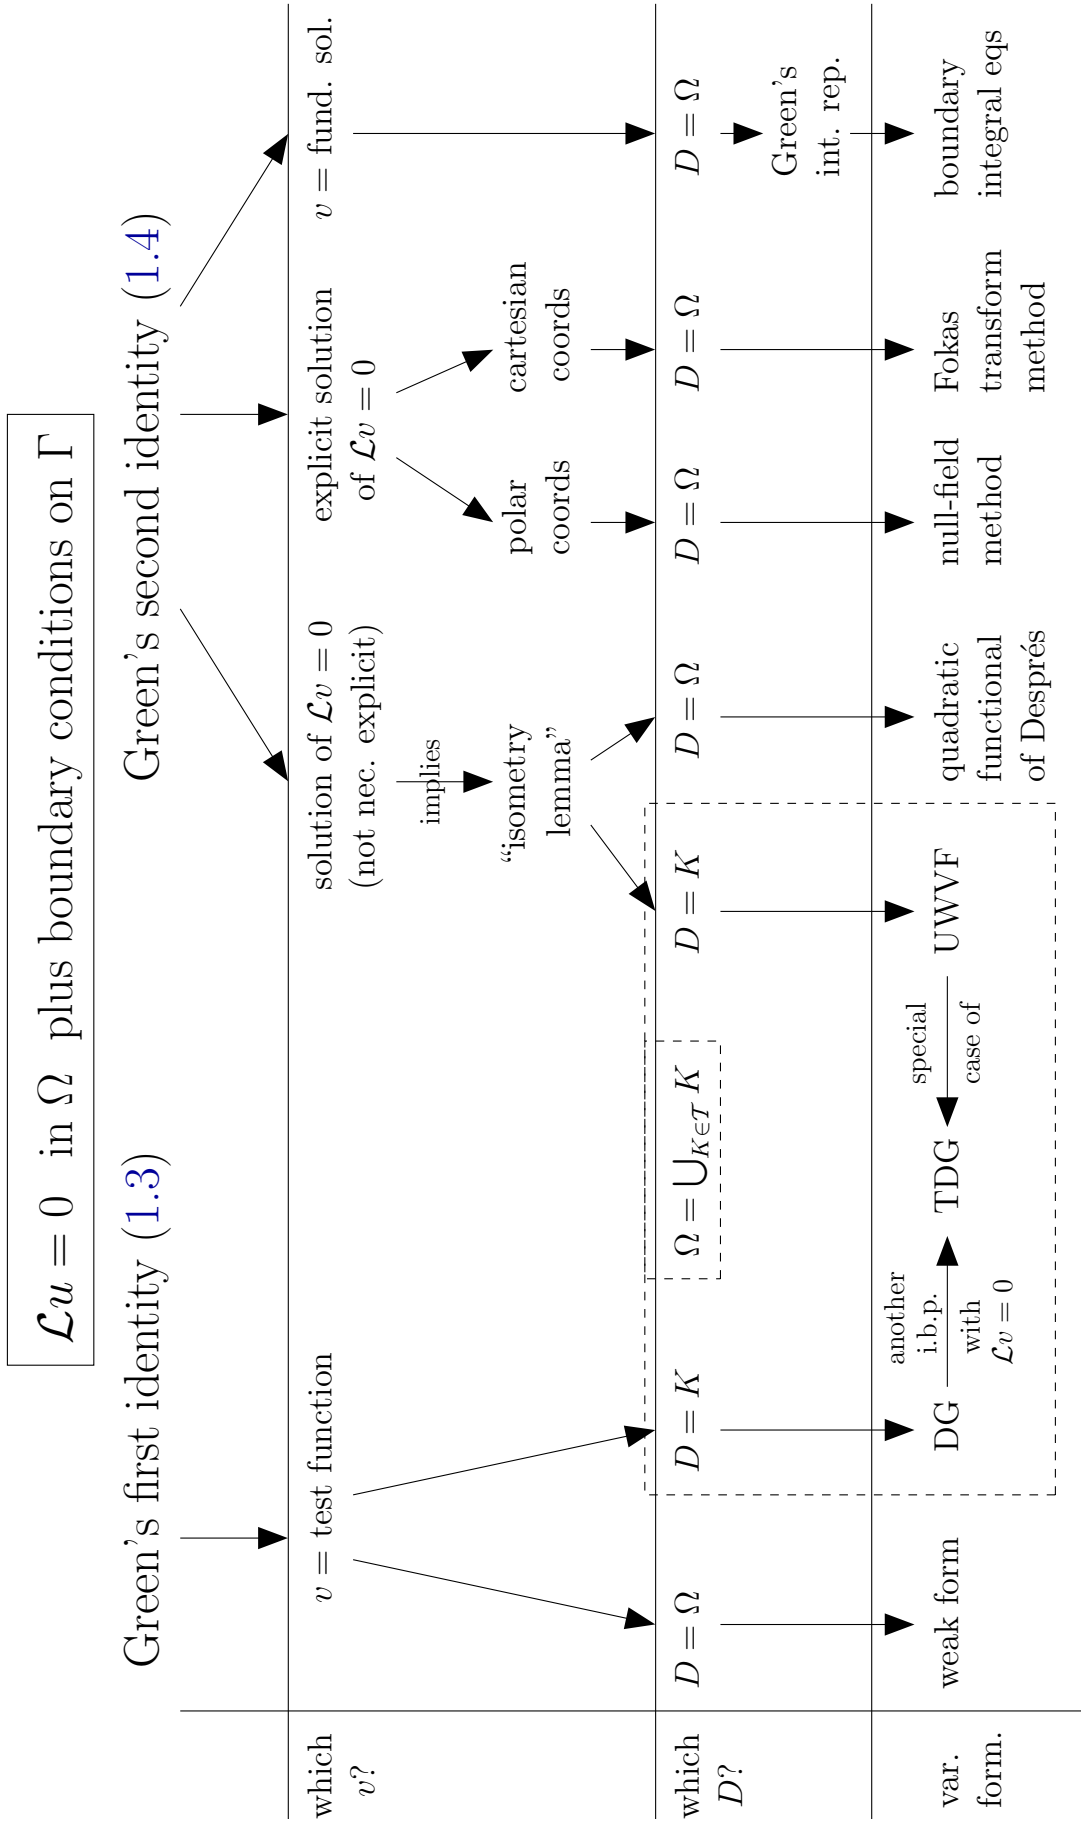 ℒu = 0 in Ω plus boundary conditions on Γ
Green's first identity (1.3)
Green's second identity (1.4)
which
v?
v = test function
solution of ℒv = 0
(not nec. explicit)
implies
“isometry
lemma”
explicit solution
of ℒv = 0
polar
coords
cartesian
coords
v = fund. sol.
which
D?
D = Ω
D = K
Ω = ⋃_{K∈𝒯} K
D = K
D = Ω
D = Ω
D = Ω
D = Ω
Green's
int. rep.
var.
form.
weak form
DG
another
i.b.p.
with
ℒv = 0
TDG
special
case of
UWVF
quadratic
functional
of Després
null-field
method
Fokas
transform
method
boundary
integral eqs